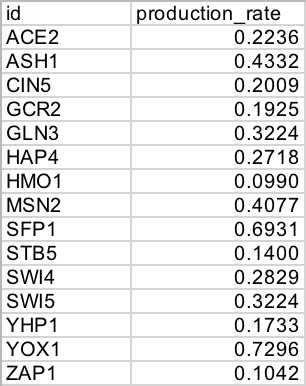 id production_rate
ACE2 0.2236
ASH1 0.4332
CIN5 0.2009
GCR2 0.1925
GLN3 0.3224
HAP4 0.2718
HMO1 0.0990
MSN2 0.4077
SFP1 0.6931
STB5 0.1400
SWI4 0.2829
SWI5 0.3224
YHP1 0.1733
YOX1 0.7296
ZAP1 0.1042